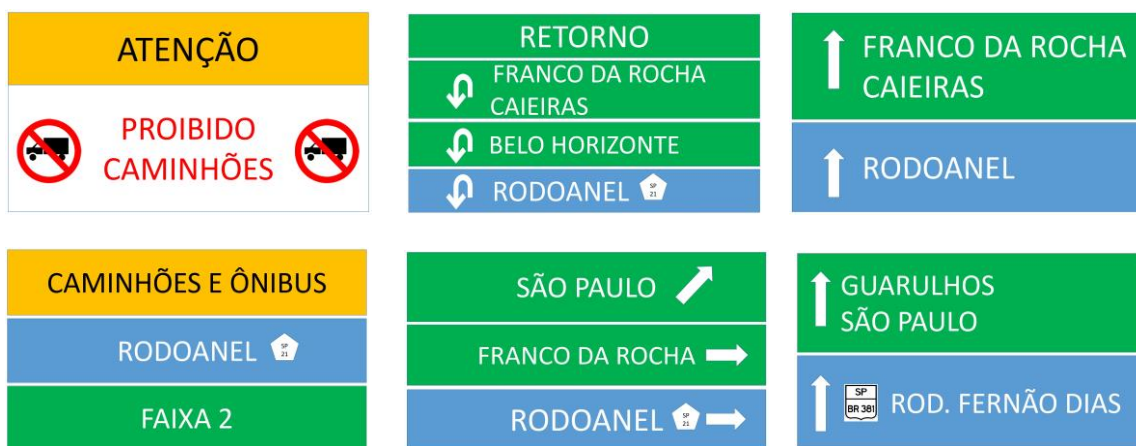 ATENÇÃO
PROIBIDO
CAMINHÕES
RETORNO
FRANCO DA ROCHA
CAIEIRAS
BELO HORIZONTE
RODOANEL SP
21
FRANCO DA ROCHA
CAIEIRAS
RODOANEL
CAMINHÕES E ÔNIBUS
RODOANEL SP
21
FAIXA 2
SÃO PAULO
FRANCO DA ROCHA
RODOANEL SP
21
GUARULHOS
SÃO PAULO
SP
BR 381 ROD. FERNÃO DIAS